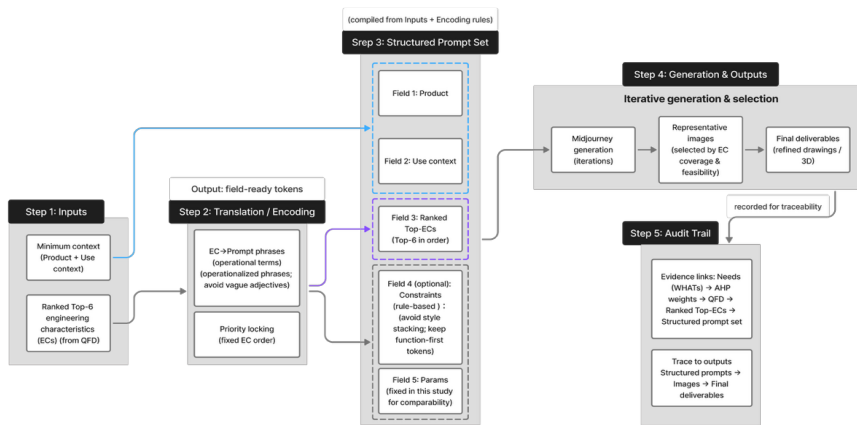 Step 1: Inputs
Minimum context
(Product + Use
context)
Ranked Top-6
engineering
characteristics
(ECs) (from QFD)
Output: field-ready tokens
Step 2: Translation / Encoding
EC→Prompt phrases
(operational terms)
(operationalized phrases;
avoid vague adjectives)
Priority locking
(fixed EC order)
(compiled from Inputs + Encoding rules)
Srep 3: Structured Prompt Set
Field 1: Product
Field 2: Use context
Field 3: Ranked
Top-ECs
(Top-6 in order)
Field 4 (optional):
Constraints
(rule-based ) :
(avoid style
stacking; keep
function-first
tokens)
Field 5: Params
(fixed in this study
for comparability)
Step 4: Generation & Outputs
Iterative generation & selection
Midjourney
generation
(iterations)
Representative
images
(selected by EC
coverage &
feasibility)
Final deliverables
(refined drawings /
3D)
recorded for traceability
Step 5: Audit Trail
Evidence links: Needs
(WHATs) → AHP
weights → QFD →
Ranked Top-ECs →
Structured prompt set
Trace to outputs
Structured prompts →
Images → Final
deliverables